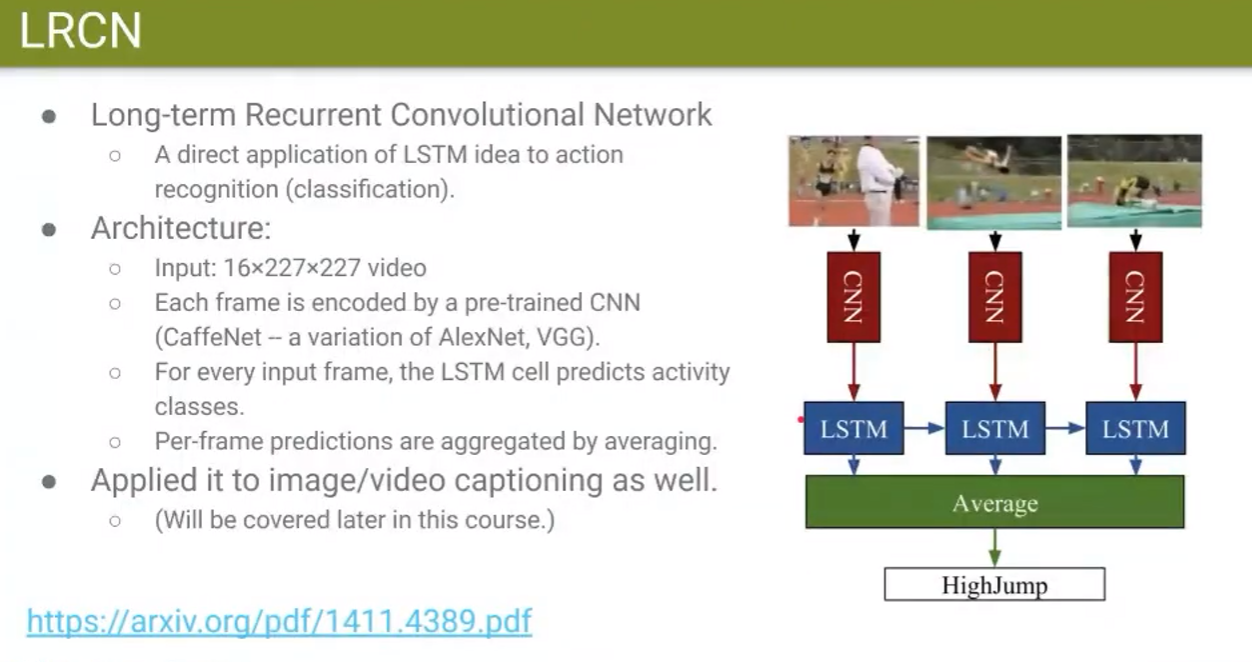 LRCN
● Long-term Recurrent Convolutional Network
○ A direct application of LSTM idea to action
recognition (classification).
● Architecture:
○ Input: 16×227×227 video
○ Each frame is encoded by a pre-trained CNN
(CaffeNet -- a variation of AlexNet, VGG).
○ For every input frame, the LSTM cell predicts activity
classes.
○ Per-frame predictions are aggregated by averaging.
● Applied it to image/video captioning as well.
○ (Will be covered later in this course.)
https://arxiv.org/pdf/1411.4389.pdf
CNN CNN CNN
LSTM LSTM LSTM
Average
HighJump